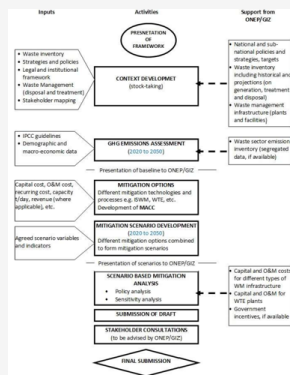 Inputs
Activities
Support from
ONEP/GIZ
PRESNETATION OF
FRAMEWORK
• Waste inventory
• Strategies and policies
• Legal and institutional
framework
• Waste Management
(disposal and treatment)
• Stakeholder mapping
CONTEXT DEVELOPMET
(stock-taking)
• National and sub-
national policies and
strategies, targets
• Waste inventory
including historical and
projections (on
generation, treatment
and disposal)
• Waste management
infrastructure (plants
and facilities)
• IPCC guidelines
• Demographic and
macro-economic data
GHG EMISSIONS ASSESSMENT
(2020 to 2030)
• Waste sector emission
inventory (segregated
data, if available)
Presentation of baseline to ONEP/GIZ
Capital cost, O&M cost,
recurring cost, capacity
t/day, revenue (where
applicable), etc.
MITIGATION OPTIONS
Different mitigation technologies and
processes e.g. ISWM, WTE, etc.
Development of MACC
Agreed scenario variables
and indicators
MITIGATION SCENARIO DEVELOPMENT
(2020 to 2030)
Different mitigation options combined
to form mitigation scenarios
Presentation of scenarios to ONEP/GIZ
SCENARIO BASED MITIGATION
ANALYSIS
• Policy analysis
• Sensitivity analysis
• Capital and O&M costs
for different types of
WM infrastructure
• Capital and O&M for
WTE plants
• Government
incentives, if available
SUBMISSION OF DRAFT
STAKEHOLDER CONSULTATIONS
(to be advised by ONEP/GIZ)
FINAL SUBMISSION